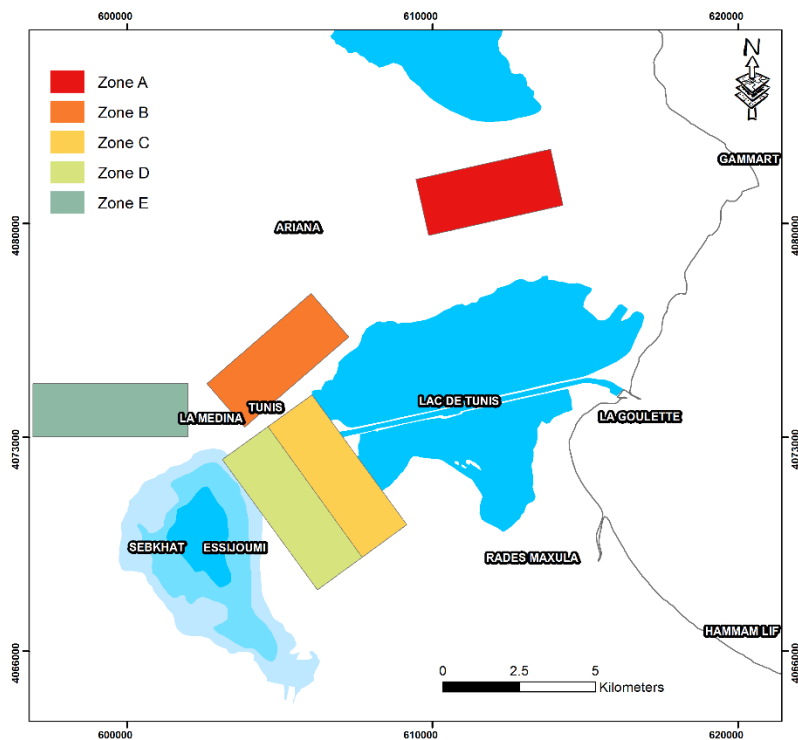 600000 610000 620000
N
Zone A
Zone B
Zone C
Zone D
Zone E
GAMMART
4080000 4080000
ARIANA
LAC DE TUNIS
TUNIS
LA MEDINA
LA GOULETTE
4073000 4073000
SEBKHAT ESSIJOUMI
RADES MAXULA
HAMMAM LIF
4066000 4066000
0 2.5 5
Kilometers
600000 610000 620000